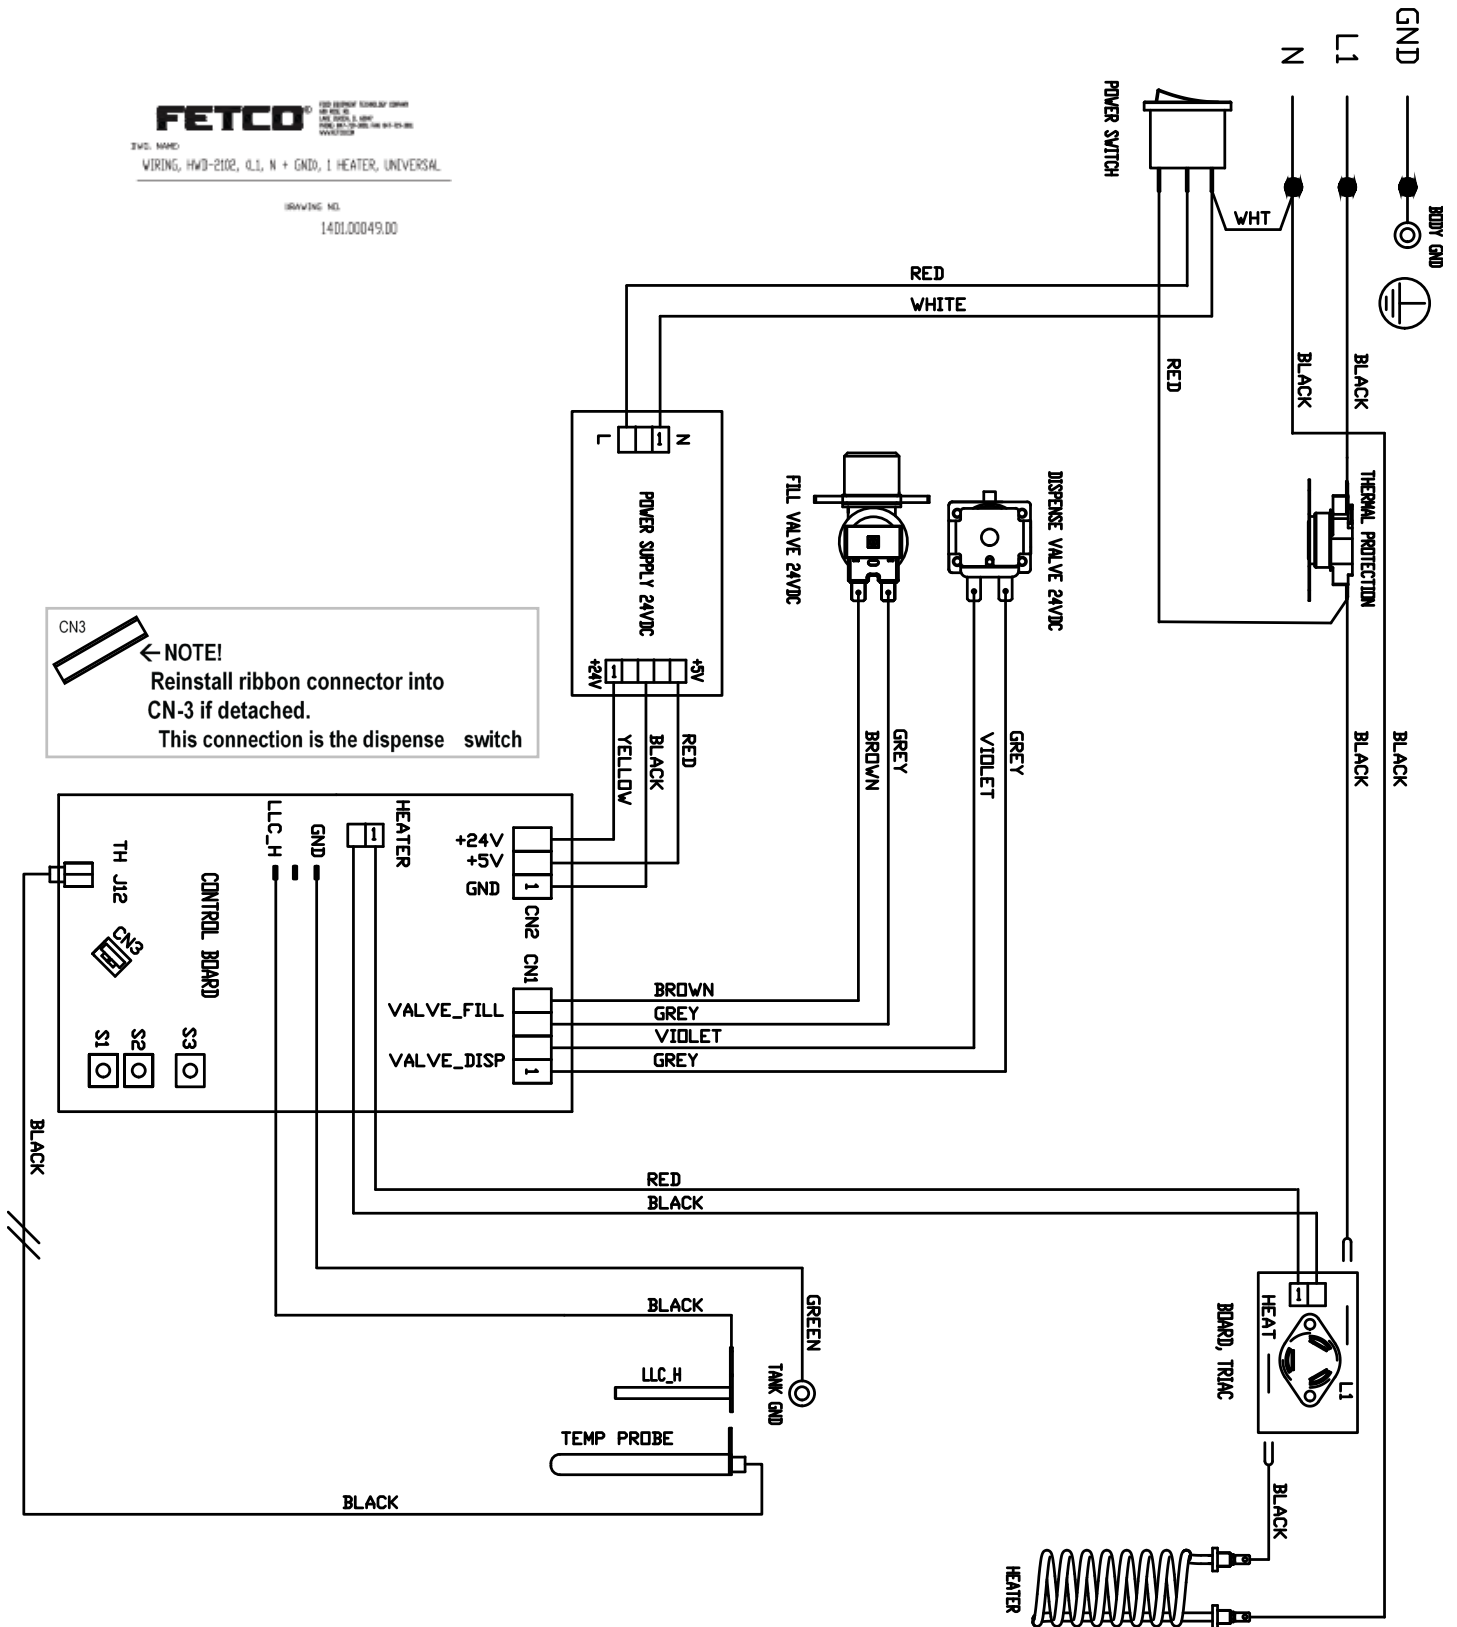 GND
L1
N
POWER SWITCH
FETCO®
FOOD EQUIPMENT TECHNOLOGY COMPANY
WIRING, HWD-2102, (L1, N + GND), 1 HEATER, UNIVERSAL
DRAWING NO.
1401.00049.00
WHT
BODY GND
RED
WHITE
RED
BLACK
BLACK
L
1
N
POWER SUPPLY 24VDC
+24V
1
+5V
FILL VALVE 24VDC
DISPENSE VALVE 24VDC
THERMAL PROTECTION
CN3
← NOTE!
Reinstall ribbon connector into
CN-3 if detached.
This connection is the dispense switch
YELLOW
BLACK
RED
BROWN
GREY
VIOLET
GREY
BLACK
BLACK
LLC_H
GND
1
HEATER
+24V
+5V
GND
1
CN2
CN1
TH J12
CN3
CONTROL BOARD
VALVE_FILL
VALVE_DISP
1
BROWN
GREY
VIOLET
GREY
S1
S2
S3
BLACK
RED
BLACK
BLACK
GREEN
TANK GND
LLC_H
TEMP PROBE
BLACK
1
HEAT
L1
BOARD, TRIAC
BLACK
HEATER